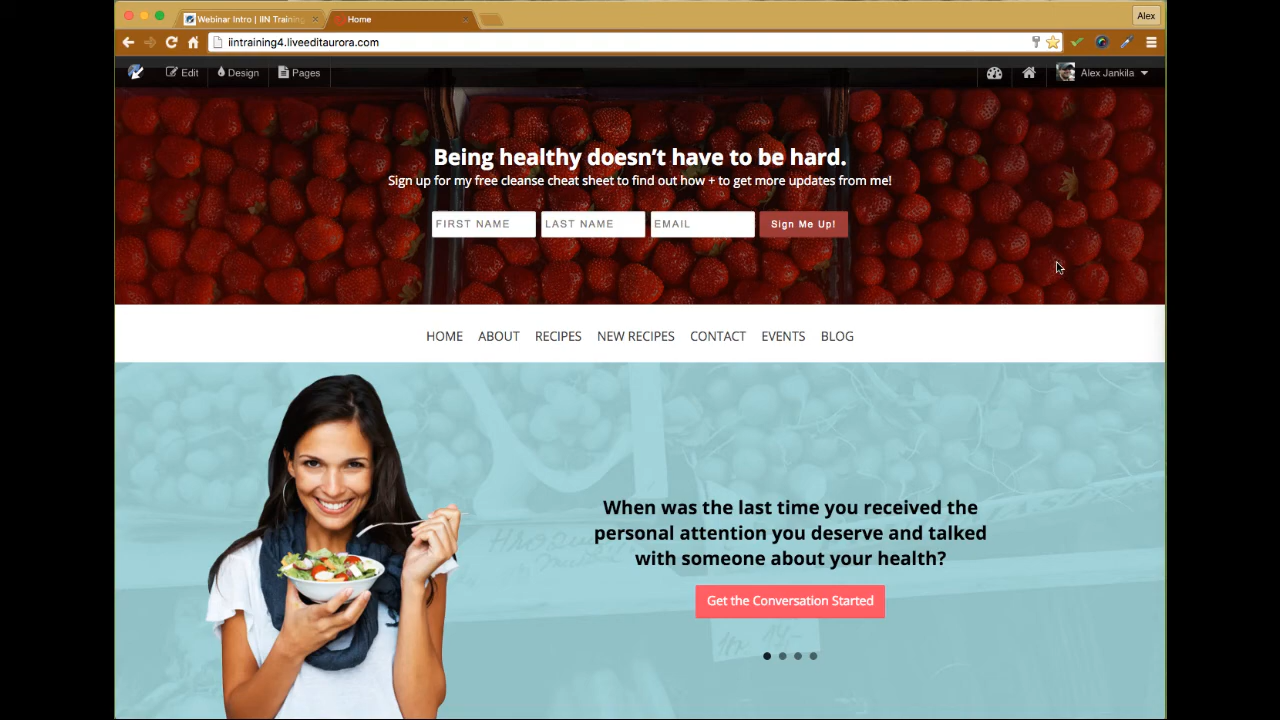 Webinar Intro | IIN Training
Home
Alex
iintraining4.liveeditaurora.com
Edit
Design
Pages
Alex Jankila
Being healthy doesn't have to be hard.
Sign up for my free cleanse cheat sheet to find out how + to get more updates from me!
FIRST NAME
LAST NAME
EMAIL
Sign Me Up!
HOME ABOUT RECIPES NEW RECIPES CONTACT EVENTS BLOG
When was the last time you received the
personal attention you deserve and talked
with someone about your health?
Get the Conversation Started